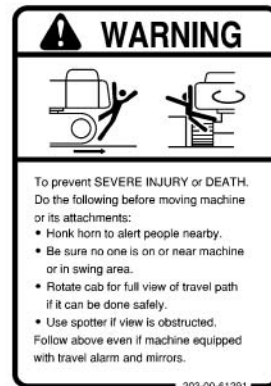 WARNING
To prevent SEVERE INJURY or DEATH.
Do the following before moving machine
or its attachments:
• Honk horn to alert people nearby.
• Be sure no one is on or near machine
or in swing area.
• Rotate cab for full view of travel path
if it can be done safely.
• Use spotter if view is obstructed.
Follow above even if machine equipped
with travel alarm and mirrors.
203-00-61291